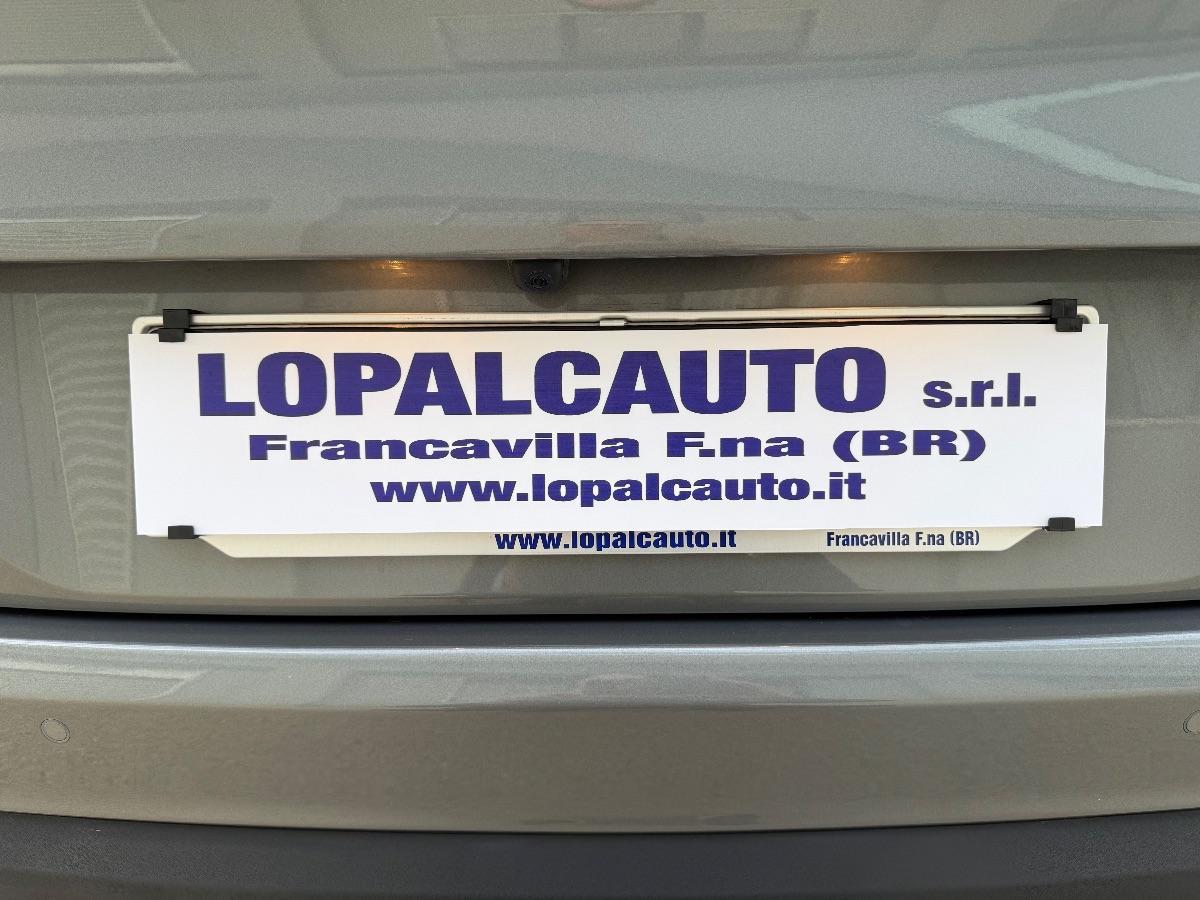 LOPALCAUTO s.r.l.
Francavilla F.na (BR)
www.lopalcauto.it
www.lopalcauto.it Francavilla F.na (BR)